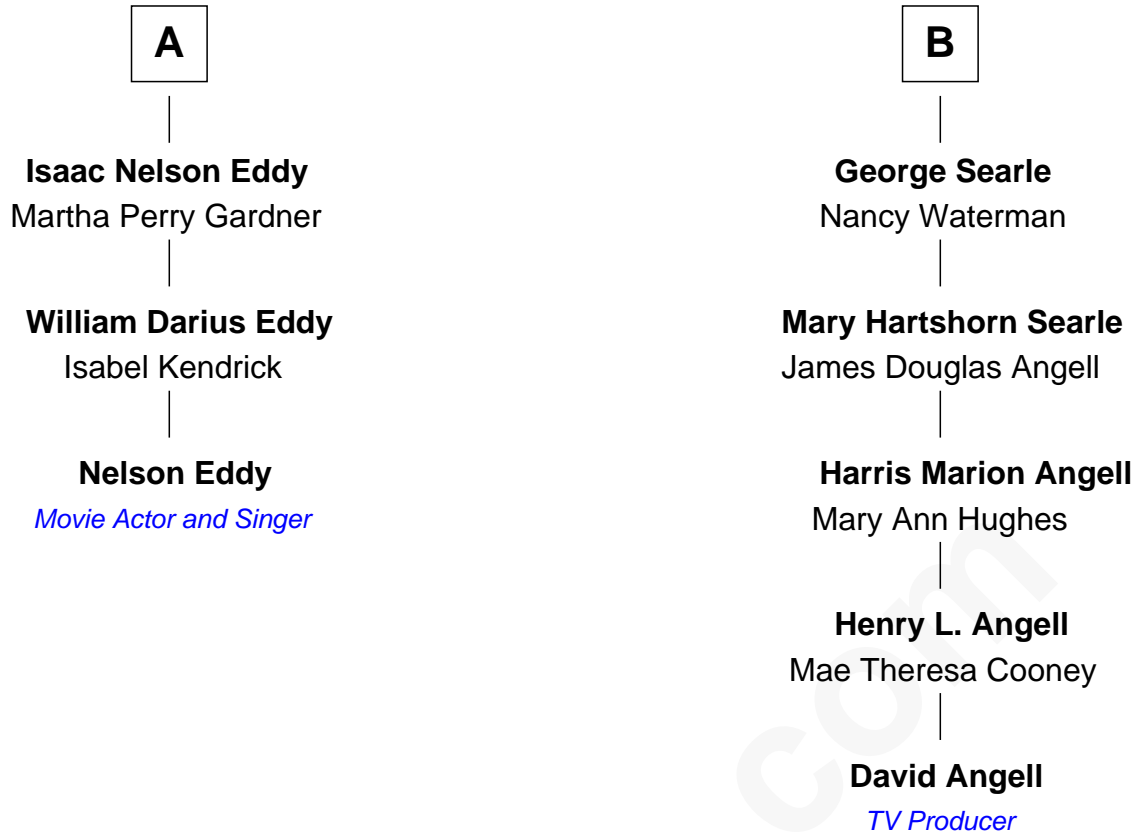 A
Isaac Nelson Eddy
Martha Perry Gardner
William Darius Eddy
Isabel Kendrick
Nelson Eddy
Movie Actor and Singer
B
George Searle
Nancy Waterman
Mary Hartshorn Searle
James Douglas Angell
Harris Marion Angell
Mary Ann Hughes
Henry L. Angell
Mae Theresa Cooney
David Angell
TV Producer
com